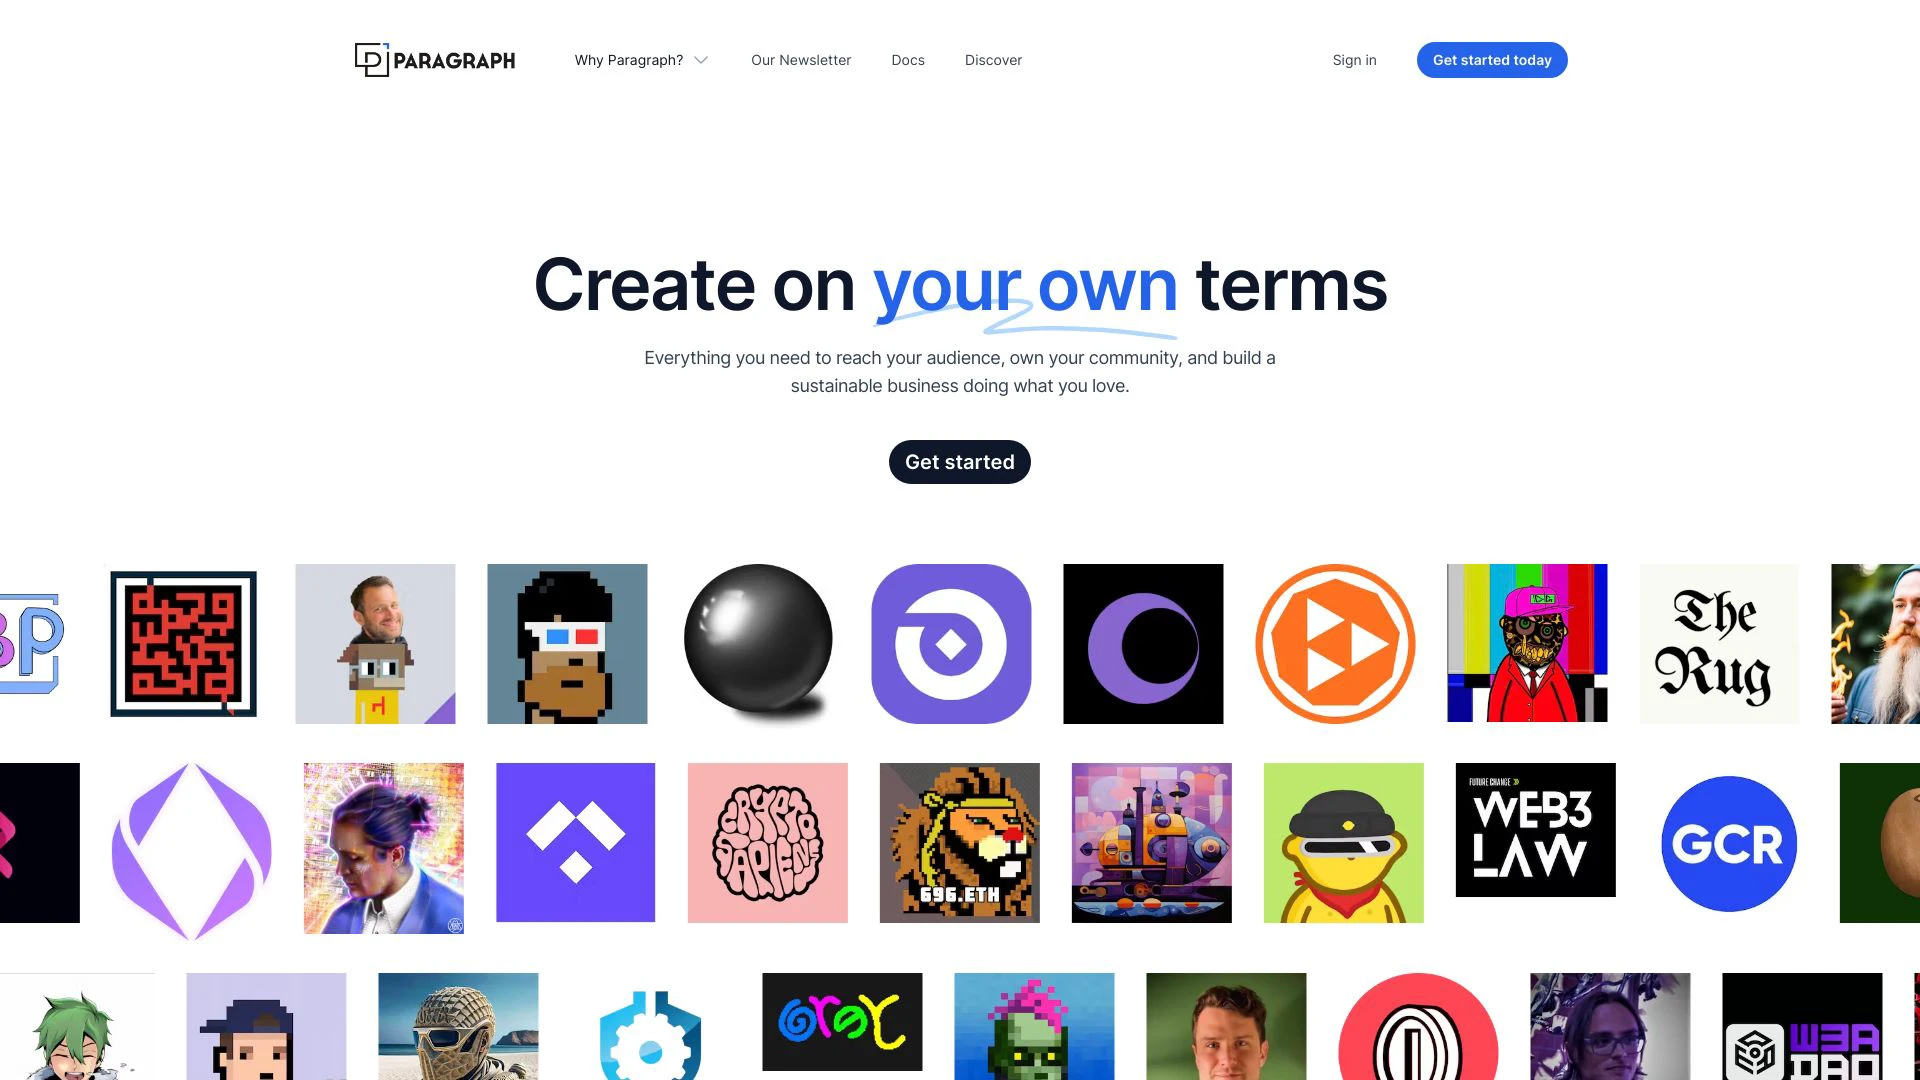 PARAGRAPH
Why Paragraph?
Our Newsletter
Docs
Discover
Sign in
Get started today
Create on your own terms
Everything you need to reach your audience, own your community, and build a
sustainable business doing what you love.
Get started
BP
The
Rug
CRYPTO
SAPIENS
696.ETH
FUTURE CHANGE
WEB3
LAW
GCR
W3A
DAO